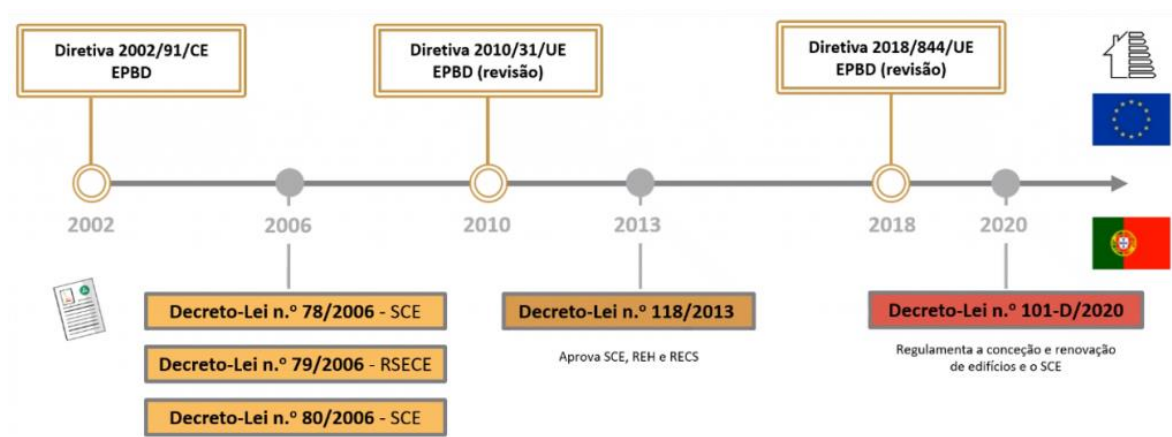 Diretiva 2002/91/CE
EPBD
Diretiva 2010/31/UE
EPBD (revisão)
Diretiva 2018/844/UE
EPBD (revisão)
2002
2006
2010
2013
2018
2020
Decreto-Lei n.º 78/2006 - SCE
Decreto-Lei n.º 79/2006 - RSECE
Decreto-Lei n.º 80/2006 - SCE
Decreto-Lei n.º 118/2013
Aprova SCE, REH e RECS
Decreto-Lei n.º 101-D/2020
Regulamenta a conceção e renovação
de edifícios e o SCE